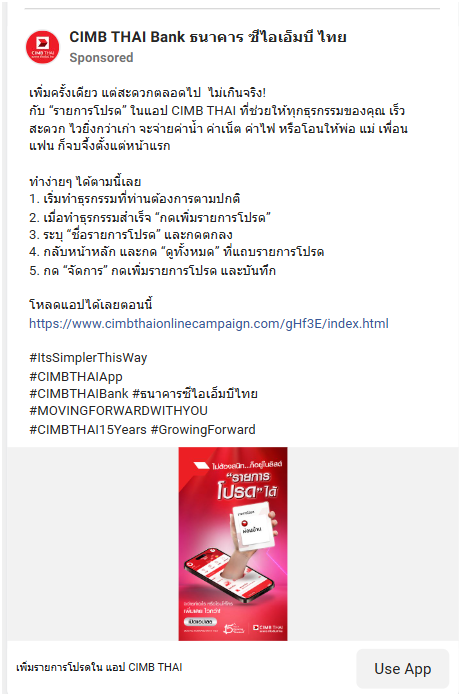 CIMB THAI Bank ธนาคาร ซีไอเอ็มบี ไทย
Sponsored
เพิ่มครั้งเดียว แต่สะดวกตลอดไป ไม่เกินจริง!
กับ “รายการโปรด” ในแอป CIMB THAI ที่ช่วยให้ทุกธุรกรรมของคุณ เร็ว
สะดวก ไวยิ่งกว่าเก่า จะจ่ายค่าน้ำ ค่าเน็ต ค่าไฟ หรือโอนให้พ่อ แม่ เพื่อน
แฟน ก็จบจึ้งตั้งแต่หน้าแรก
ทำง่ายๆ ได้ตามนี้เลย
1. เริ่มทำธุรกรรมที่ท่านต้องการตามปกติ
2. เมื่อทำธุรกรรมสำเร็จ “กดเพิ่มรายการโปรด”
3. ระบุ “ชื่อรายการโปรด” และกดตกลง
4. กลับหน้าหลัก และกด “ดูทั้งหมด” ที่แถบรายการโปรด
5. กด “จัดการ” กดเพิ่มรายการโปรด และบันทึก
โหลดแอปได้เลยตอนนี้
https://www.cimbthaionlinecampaign.com/gHf3E/index.html
#ItsSimplerThisWay
#CIMBTHAIApp
#CIMBTHAIBank #ธนาคารซีไอเอ็มบีไทย
#MOVINGFORWARDWITHYOU
#CIMBTHAI15Years #GrowingForward
ไม่ต้องสนิท...ก็อยู่ในลิสต์
“รายการ
โปรด” ได้
ผ่อนบ้าน
เพิ่มเลย ไวกว่า!
CIMB THAI
เพิ่มรายการโปรดใน แอป CIMB THAI
Use App